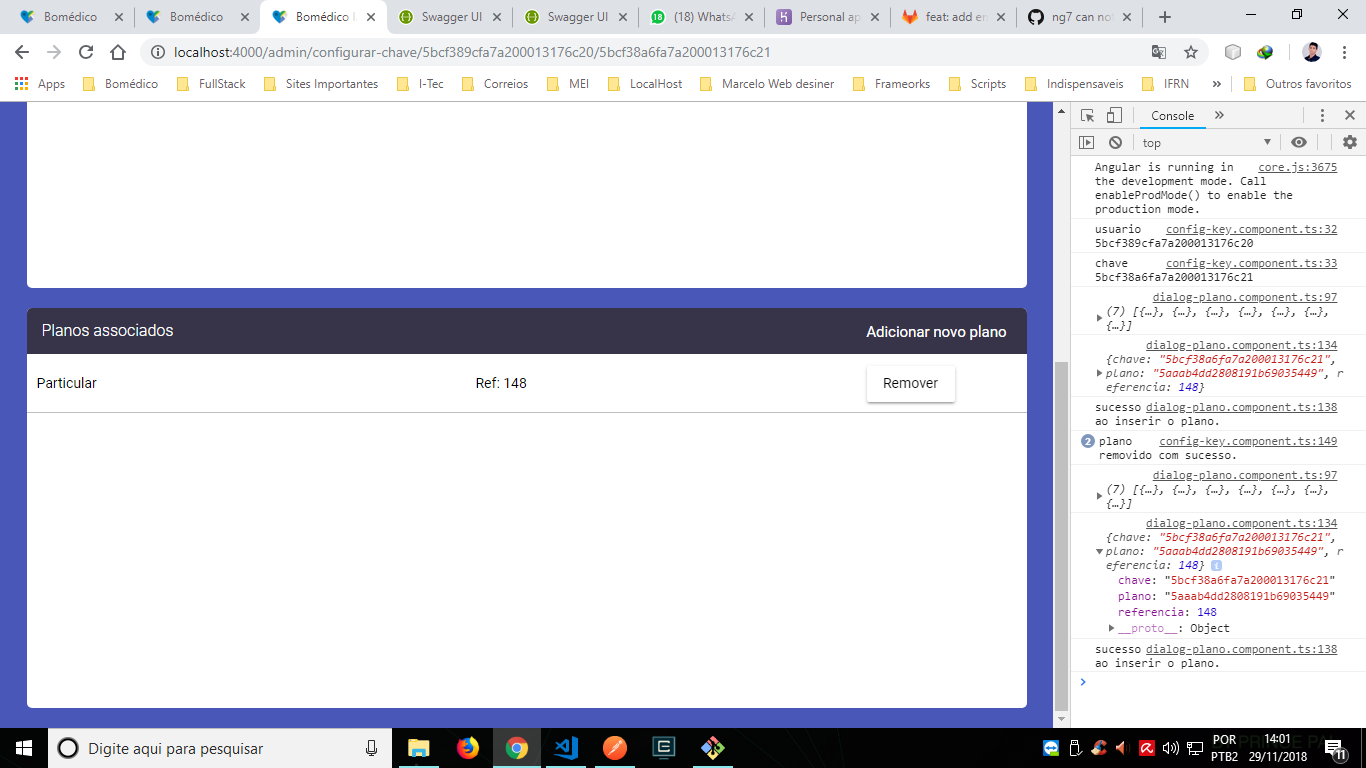 Bomédico
Bomédico
Bomédico
Swagger UI
Swagger UI
18
(18) Whats
Personal ap
feat: add en
ng7 can not
localhost:4000/admin/configurar-chave/5bcf389cfa7a200013176c20/5bcf38a6fa7a200013176c21
Apps
Bomédico
FullStack
Sites Importantes
I-Tec
Correios
MEI
LocalHost
Marcelo Web desiner
Frameorks
Scripts
Indispensaveis
IFRN
»
Outros favoritos
Planos associados
Adicionar novo plano
Particular
Ref: 148
Remover
Console
»
top
Angular is running in core.js:3675
the development mode. Call
enableProdMode() to enable the
production mode.
usuario config-key.component.ts:32
5bcf389cfa7a200013176c20
chave config-key.component.ts:33
5bcf38a6fa7a200013176c21
dialog-plano.component.ts:97
(7) [{…}, {…}, {…}, {…}, {…}, {…},
{…}]
dialog-plano.component.ts:134
{chave: "5bcf38a6fa7a200013176c21",
plano: "5aaab4dd2808191b69035449", r
eferencia: 148}
sucesso dialog-plano.component.ts:138
ao inserir o plano.
2 plano config-key.component.ts:149
removido com sucesso.
dialog-plano.component.ts:97
(7) [{…}, {…}, {…}, {…}, {…}, {…},
{…}]
dialog-plano.component.ts:134
{chave: "5bcf38a6fa7a200013176c21",
plano: "5aaab4dd2808191b69035449", r
eferencia: 148} i
chave: "5bcf38a6fa7a200013176c21"
plano: "5aaab4dd2808191b69035449"
referencia: 148
__proto__: Object
sucesso dialog-plano.component.ts:138
ao inserir o plano.
Digite aqui para pesquisar
POR
PTB2
14:01
29/11/2018
11